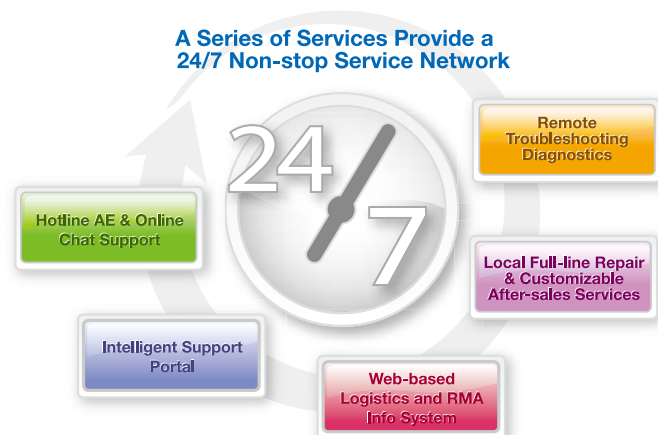 A Series of Services Provide a
24/7 Non-stop Service Network
24
7
Remote
Troubleshooting
Diagnostics
Hotline AE & Online
Chat Support
Local Full-line Repair
& Customizable
After-sales Services
Intelligent Support
Portal
Web-based
Logistics and RMA
Info System